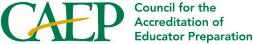 CAEP
Council for the
Accreditation of
Educator Preparation